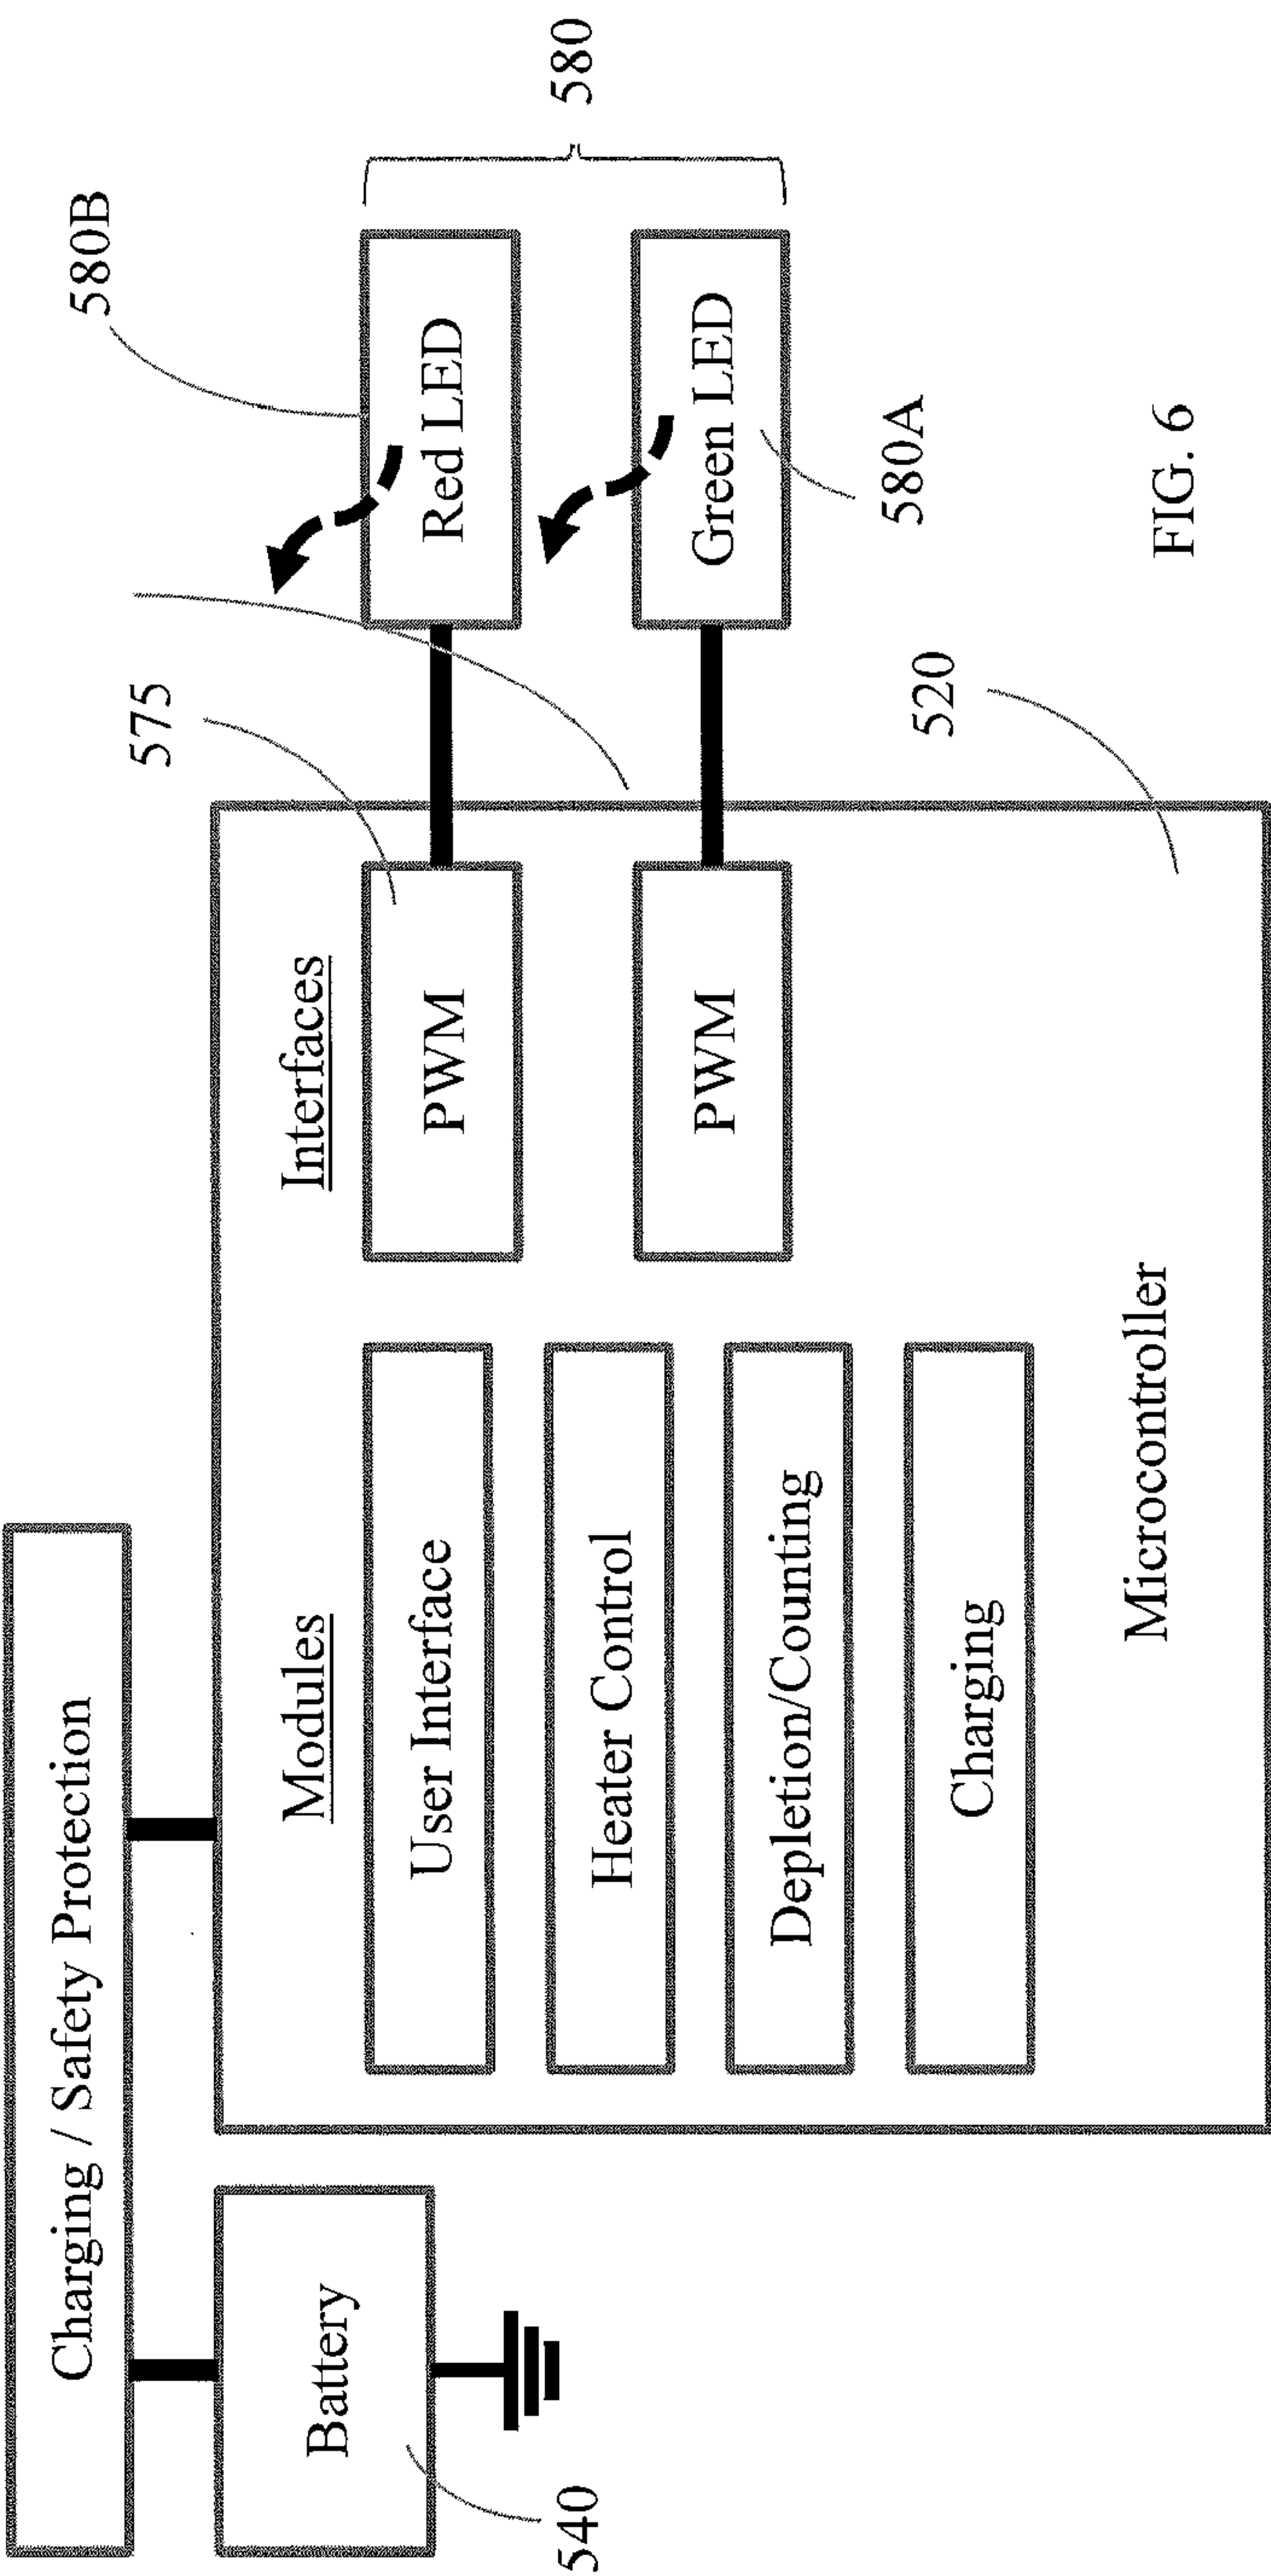 Charging / Safety Protection
Battery
540
Modules
User Interface
Heater Control
Depletion/Counting
Charging
Microcontroller
Interfaces
PWM
PWM
575
520
Red LED
Green LED
580B
580A
580
FIG. 6